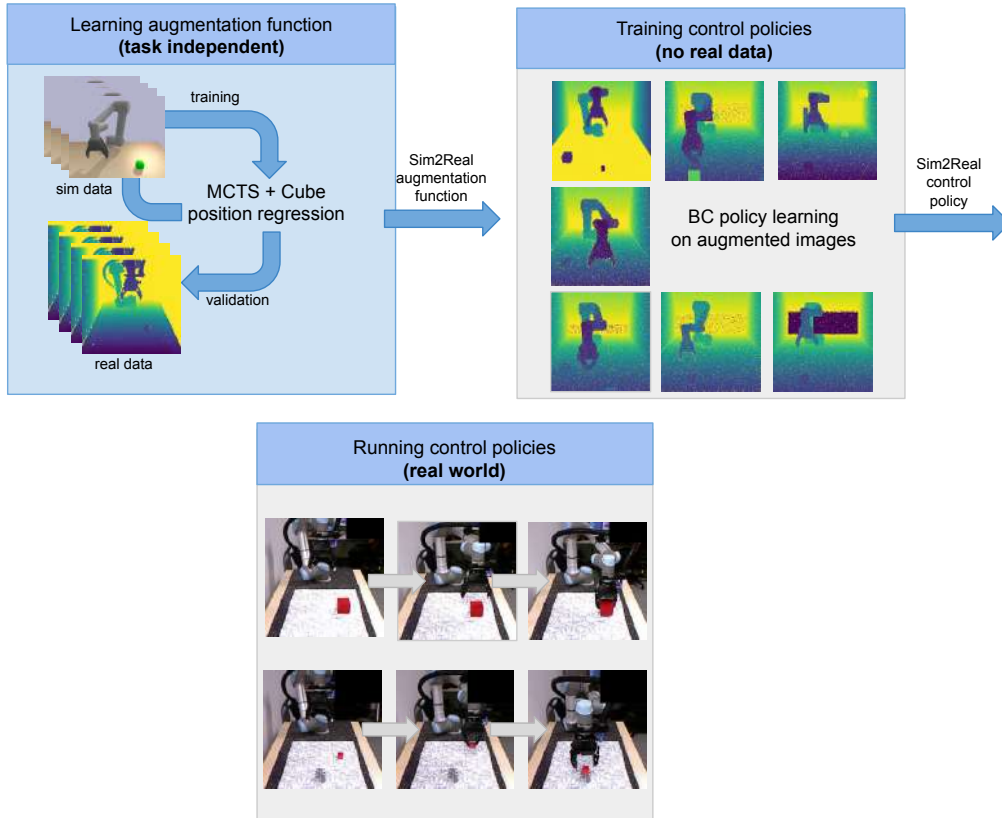 Learning augmentation function
(task independent)
training
sim data
MCTS + Cube
position regression
validation
real data
Sim2Real
augmentation
function
Training control policies
(no real data)
BC policy learning
on augmented images
Sim2Real
control
policy
Running control policies
(real world)